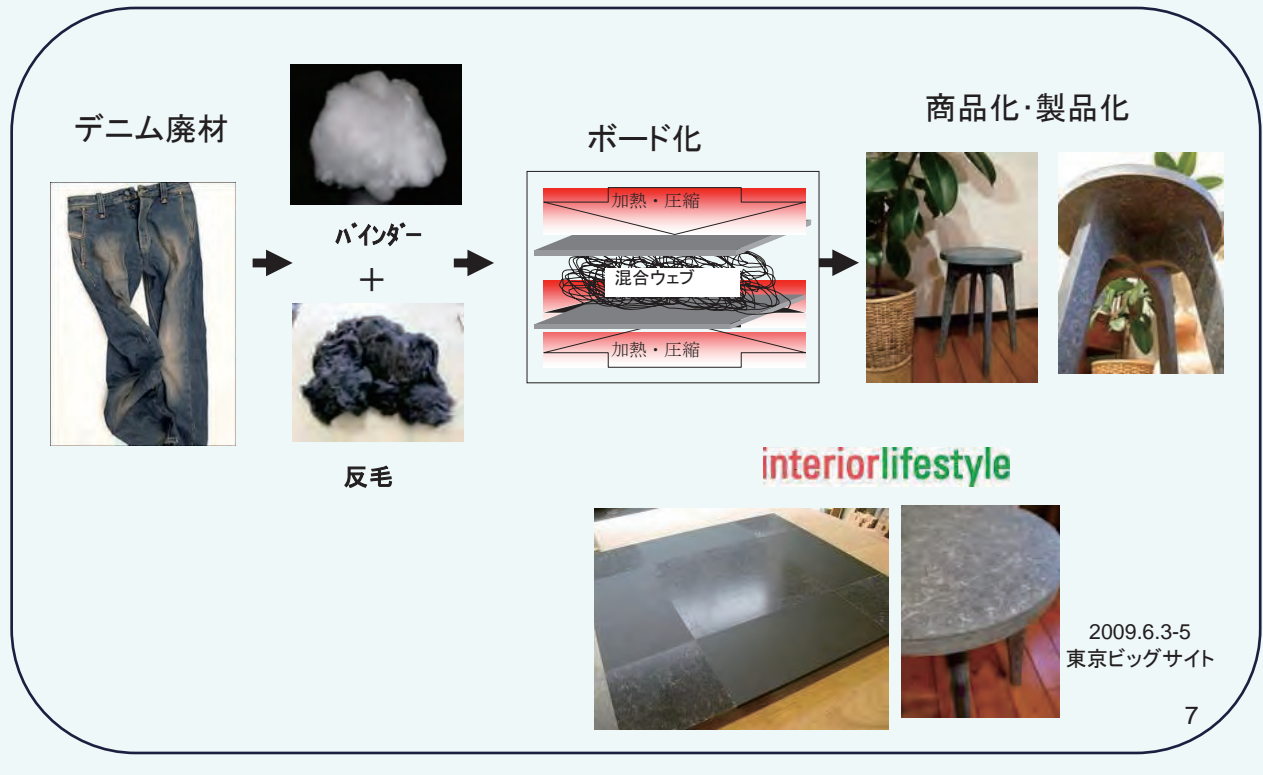 デニム廃材
バインダー
＋
反毛
ボード化
加熱・圧縮
混合ウェブ
加熱・圧縮
商品化・製品化
interiorlifestyle
2009.6.3-5
東京ビッグサイト
7